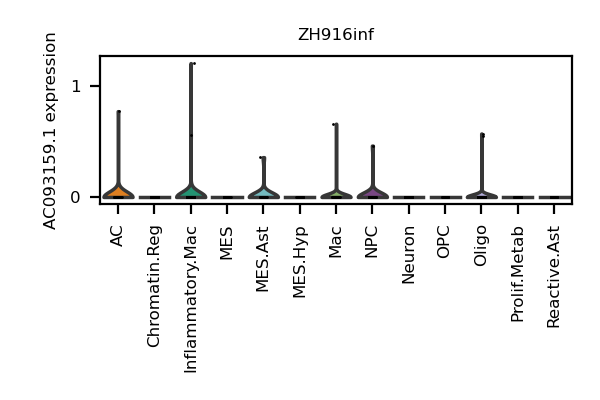 ZH916inf
AC093159.1 expression
1
0
AC
Chromatin.Reg
Inflammatory.Mac
MES
MES.Ast
MES.Hyp
Mac
NPC
Neuron
OPC
Oligo
Prolif.Metab
Reactive.Ast